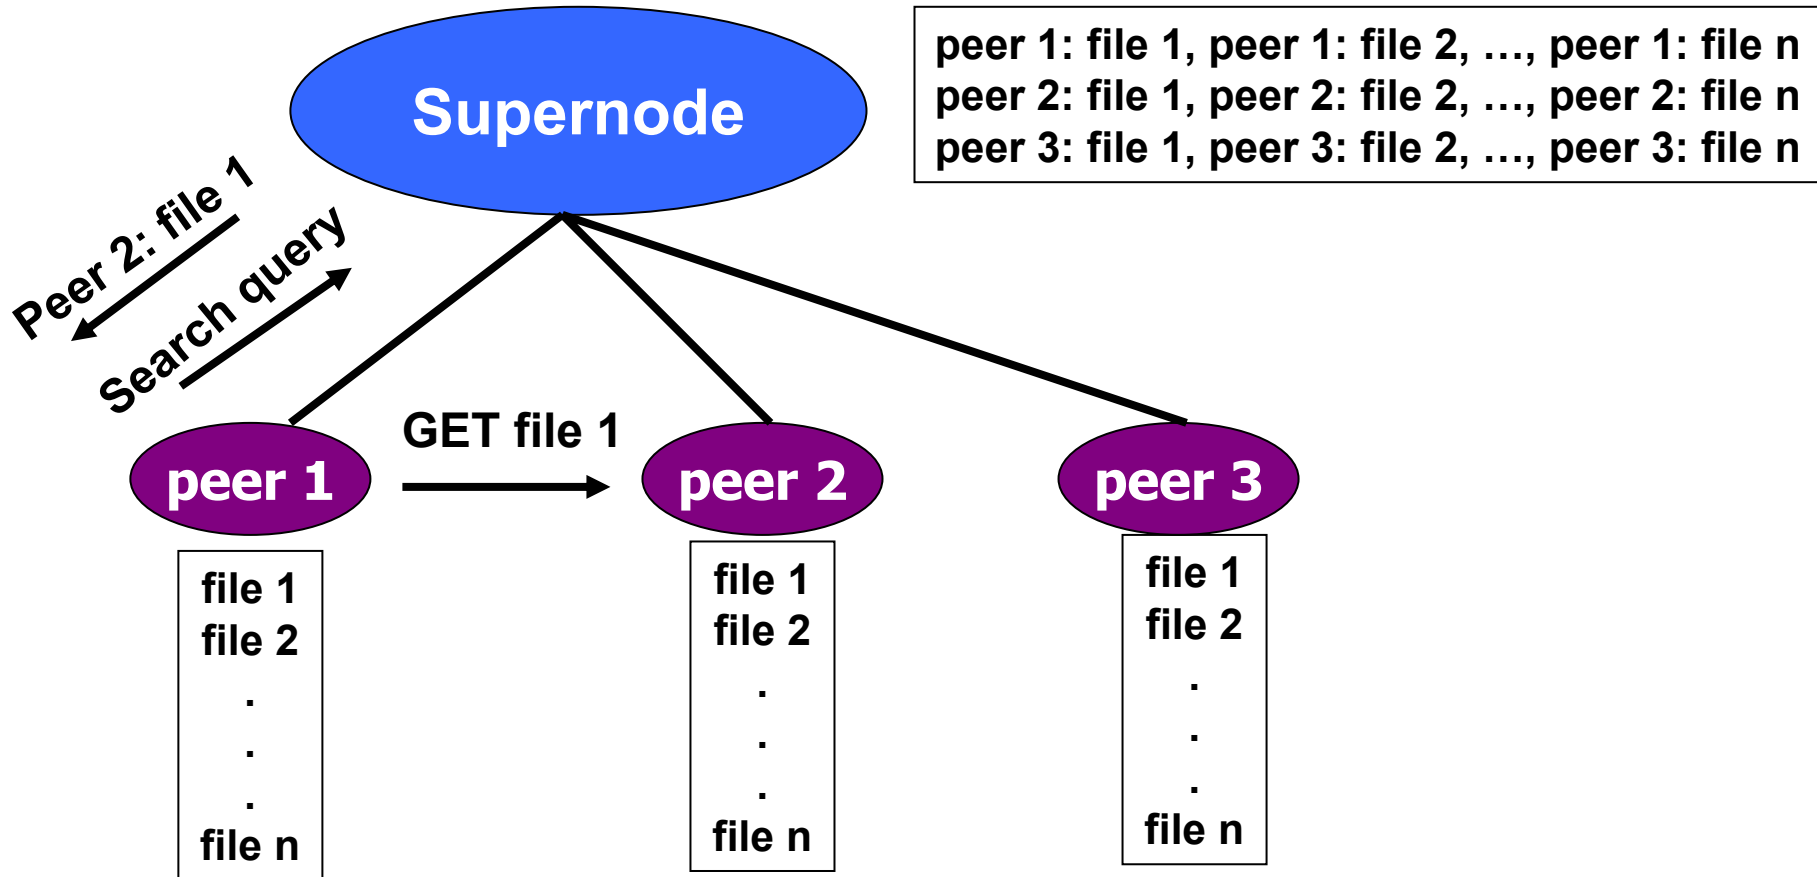 Supernode
peer 1: file 1, peer 1: file 2, …, peer 1: file n
peer 2: file 1, peer 2: file 2, …, peer 2: file n
peer 3: file 1, peer 3: file 2, …, peer 3: file n
Peer 2: file 1
Search query
GET file 1
peer 1
peer 2
peer 3
file 1
file 2
.
.
.
file n
file 1
file 2
.
.
.
file n
file 1
file 2
.
.
.
file n